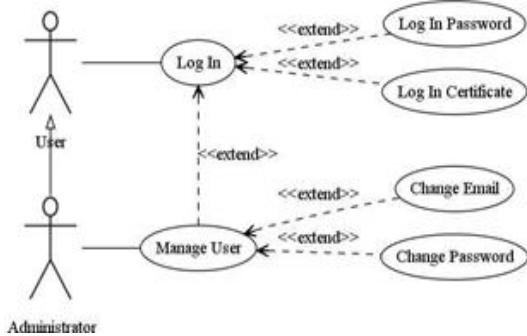 <<extend>>
Log In Password
Log In
<<extend>>
Log In Certificate
User
<<extend>>
<<extend>>
Change Email
<<extend>>
Manage User
Change Password
Administrator